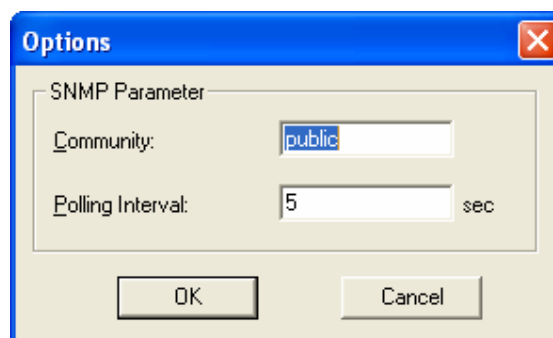 Options
SNMP Parameter
Community: public
Polling Interval: 5 sec
OK Cancel